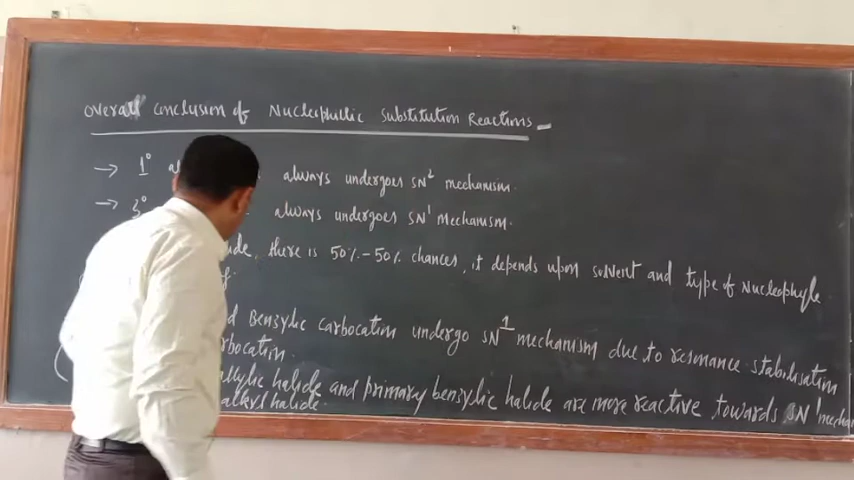 Overall conclusion of Nucleophilic Substitution Reactions -
→ 1° always undergoes SN² mechanism.
→ 3° always undergoes SN¹ mechanism.
there is 50%-50% chances, it depends upon solvent and type of Nucleophyle
Benzylic carbocation undergo SN¹ mechanism due to resonance stabilisation
allylic halide and primary benzylic halide are more reactive towards SN¹
alkyl halide.